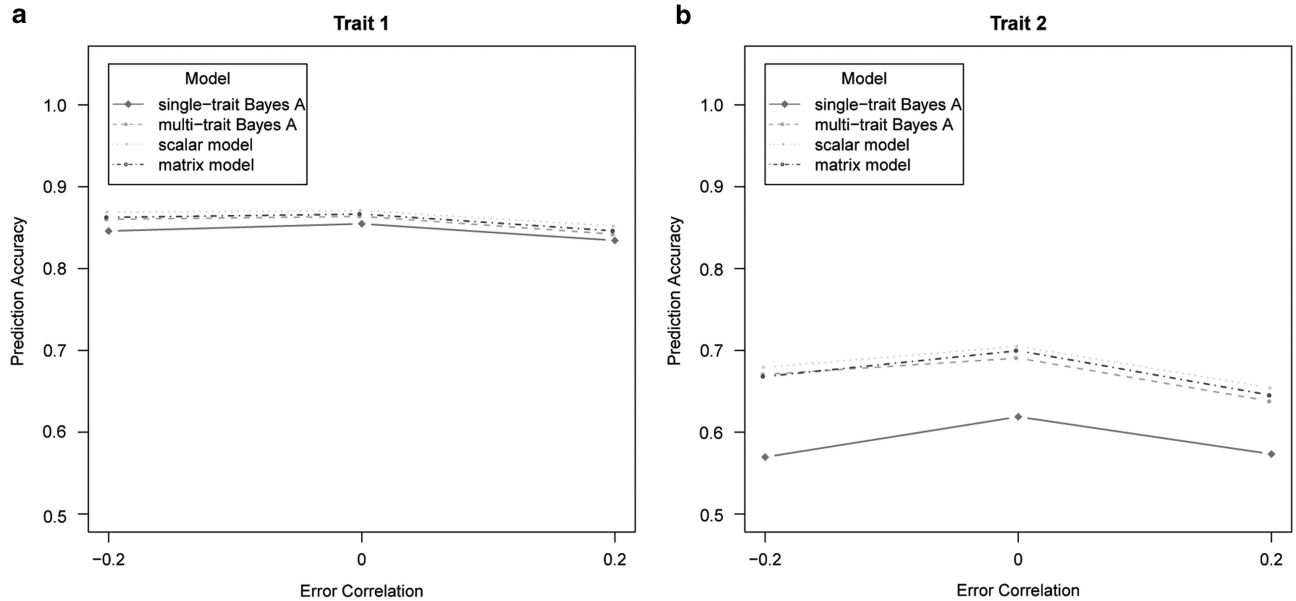 a
Trait 1
Model
single−trait Bayes A
multi−trait Bayes A
scalar model
matrix model
1.0
0.9
0.8
0.7
0.6
0.5
Prediction Accuracy
−0.2
0
0.2
Error Correlation
b
Trait 2
Model
single−trait Bayes A
multi−trait Bayes A
scalar model
matrix model
1.0
0.9
0.8
0.7
0.6
0.5
Prediction Accuracy
−0.2
0
0.2
Error Correlation